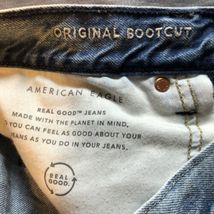 ORIGINAL BOOTCUT
AMERICAN EAGLE
REAL GOOD™ JEANS
MADE WITH THE PLANET IN MIND,
SO YOU CAN FEEL AS GOOD ABOUT YOUR
JEANS AS YOU DO IN YOUR JEANS.
REAL
GOOD.